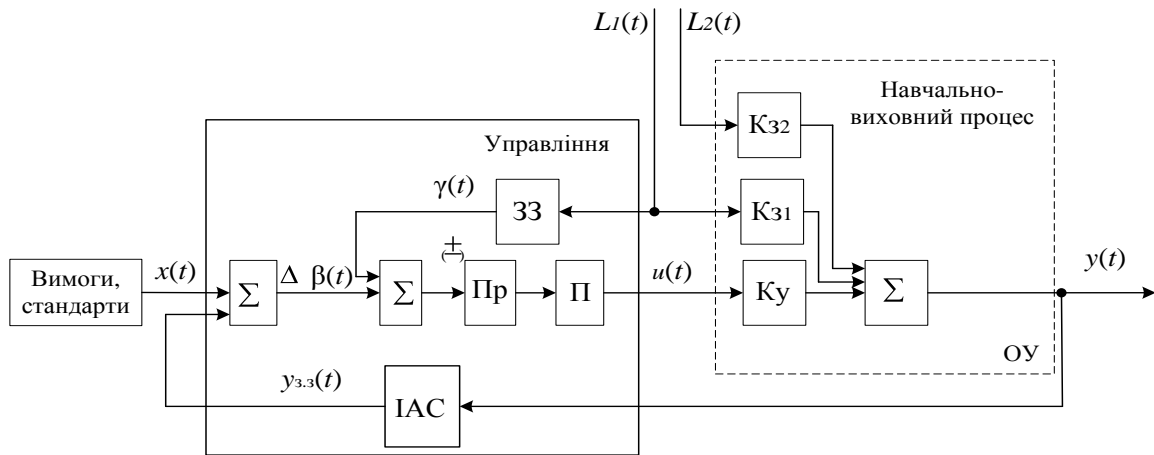 L1(t)
L2(t)
Навчально-
виховний процес
Кз2
Управління
γ(t)
ЗЗ
Кз1
+
(−)
Вимоги,
стандарти
x(t)
Σ
Δ β(t)
Σ
Пр
П
u(t)
Ку
Σ
y(t)
ОУ
yз.з(t)
ІАС